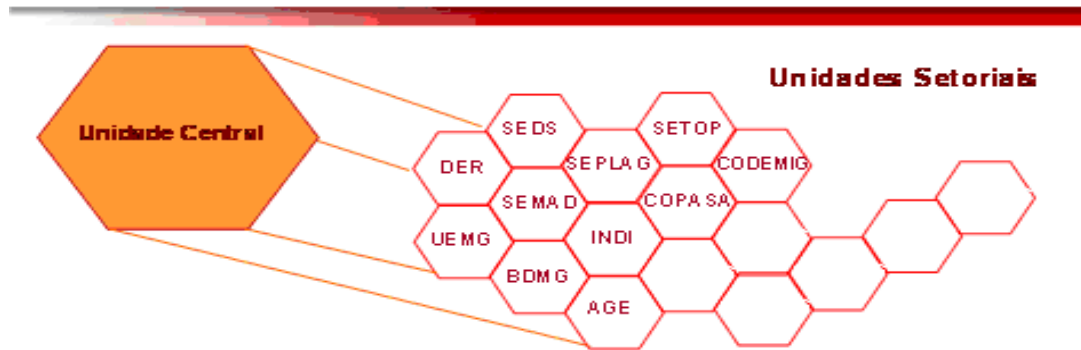 Unidades Setoriais
Unidade Central
SEDS
SETOP
DER
SEPLAG
CODEMIG
SEMAD
COPASA
UEMG
INDI
BDMG
AGE